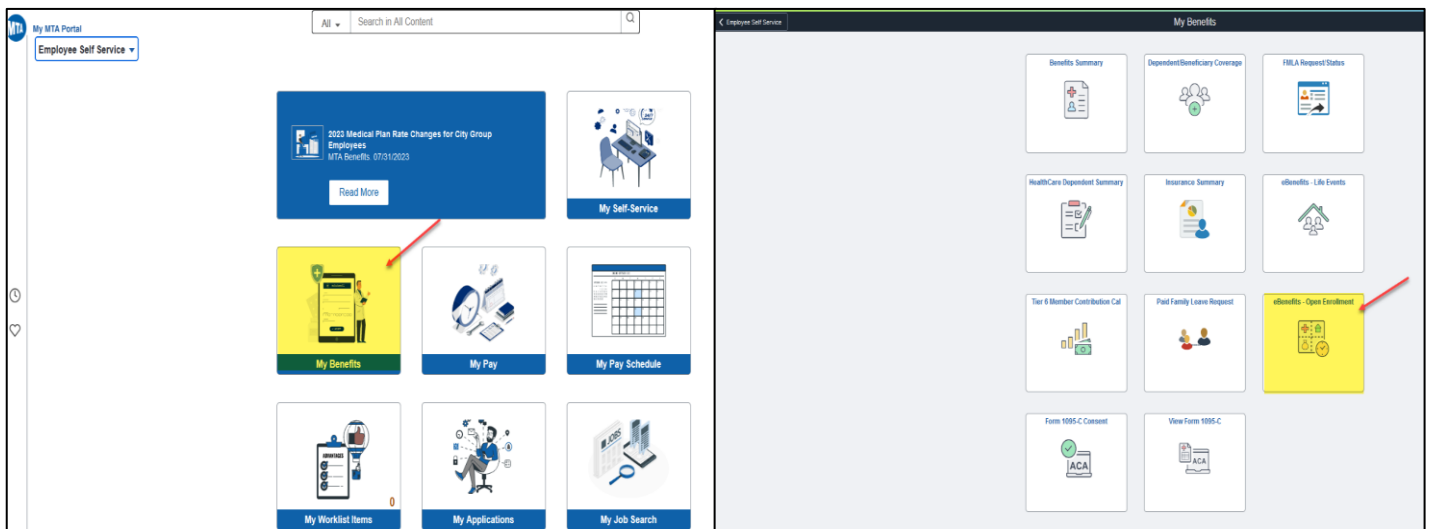 MTA
My MTA Portal
All
Search in All Content
Employee Self Service
2023 Medical Plan Rate Changes for City Group
Employees
MTA Benefits 07/31/2023
Read More
My Self-Service
My Benefits
My Pay
My Pay Schedule
ADVANTAGES
JOBS
0
My Worklist Items
My Applications
My Job Search
Employee Self Service
My Benefits
Benefits Summary
Dependent/Beneficiary Coverage
FMLA Request/Status
HealthCare Dependent Summary
Insurance Summary
eBenefits - Life Events
Tier 6 Member Contribution Cal
Paid Family Leave Request
eBenefits - Open Enrollment
Form 1095-C Consent
View Form 1095-C
ACA
ACA